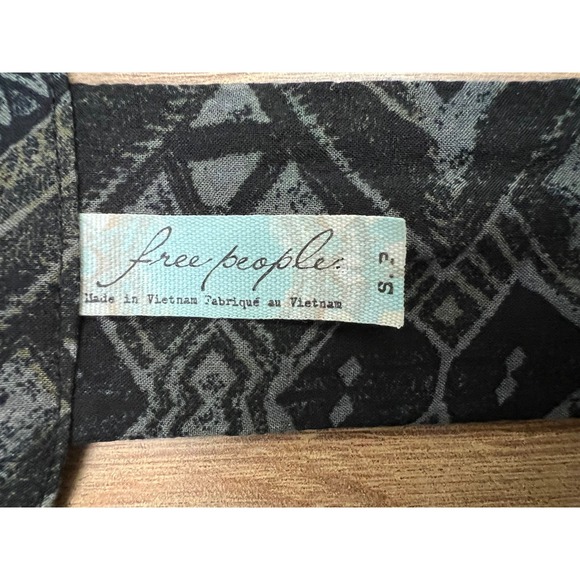 free people.
Made in Vietnam Fabriqué au Vietnam
S.P